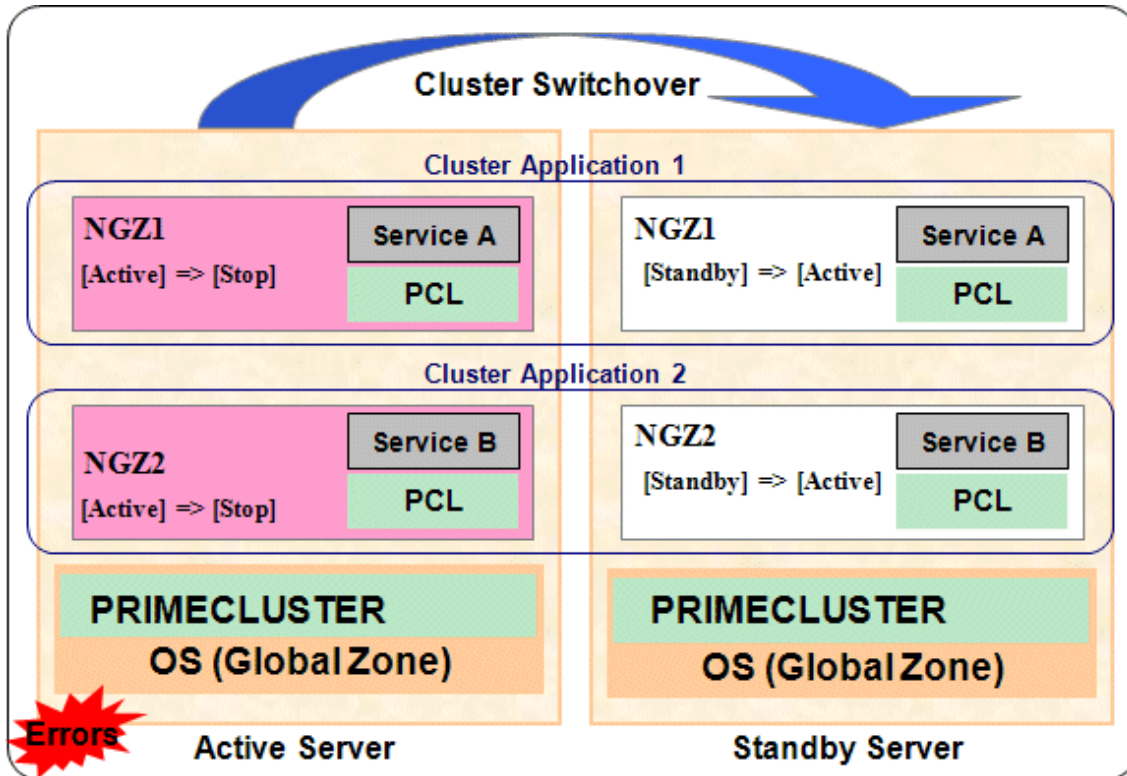 Cluster Switchover
Cluster Application 1
NGZ1
[Active] => [Stop]
Service A
PCL
NGZ1
[Standby] => [Active]
Service A
PCL
Cluster Application 2
NGZ2
[Active] => [Stop]
Service B
PCL
NGZ2
[Standby] => [Active]
Service B
PCL
PRIMECLUSTER
OS (Global Zone)
PRIMECLUSTER
OS (Global Zone)
Errors
Active Server
Standby Server